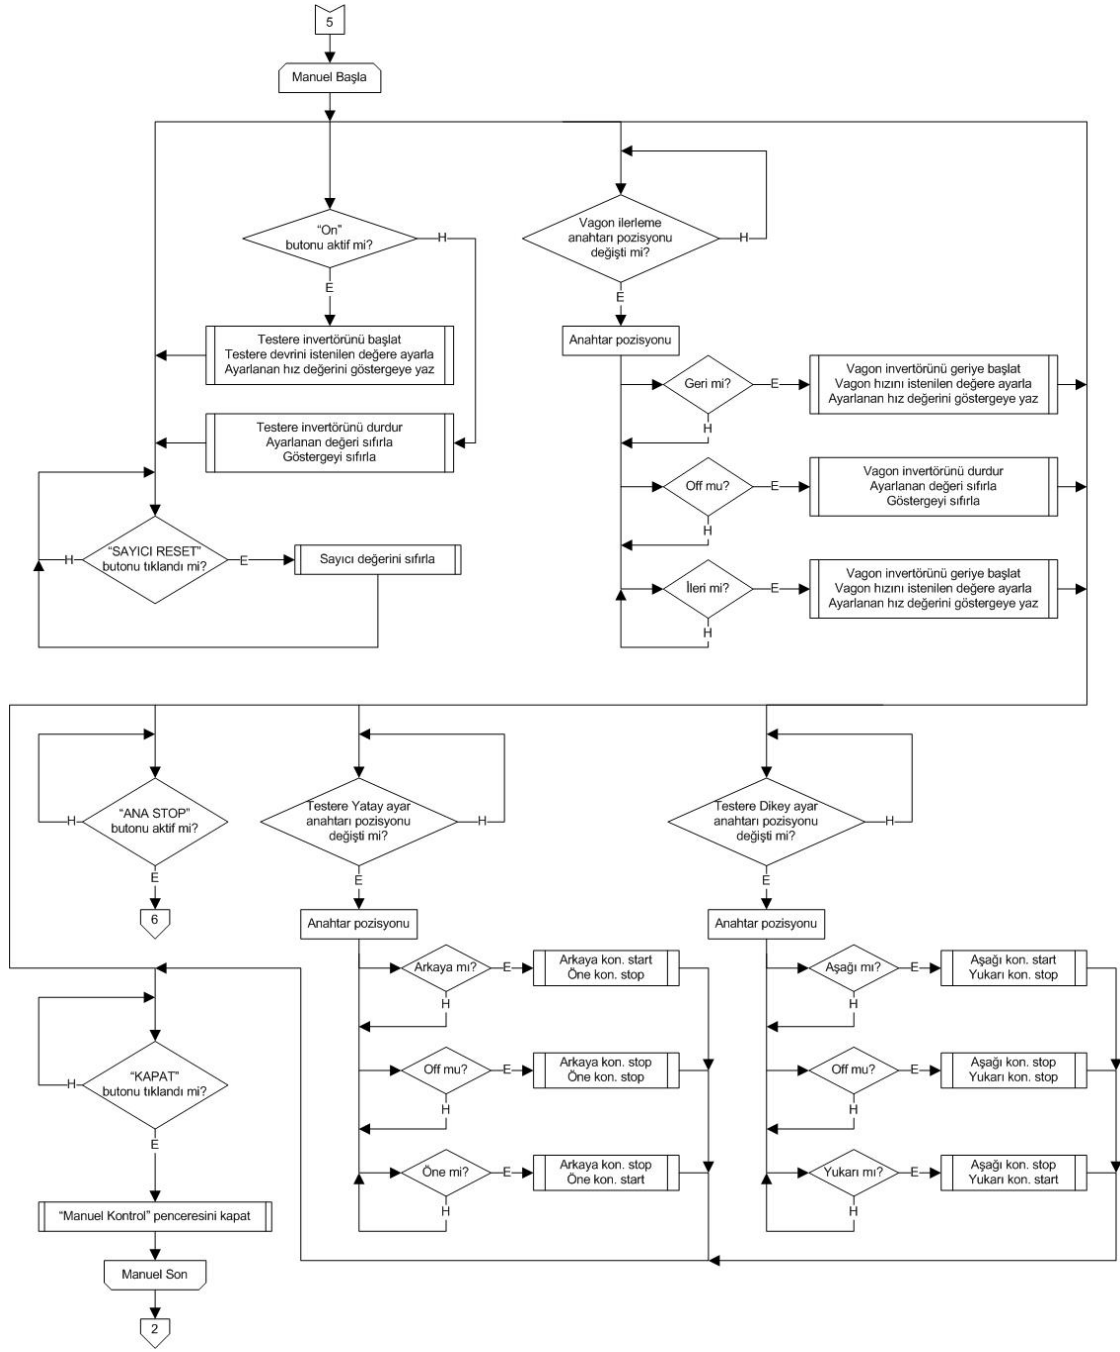 5
Manuel Başla
“On”
butonu aktif mi?
H
E
Testere invertörünü başlat
Testere devrini istenilen değere ayarla
Ayarlanan hız değerini göstergeye yaz
Testere invertörünü durdur
Ayarlanan değeri sıfırla
Göstergeyi sıfırla
“SAYICI RESET”
butonu tıklandı mi?
H
E
Sayıcı değerini sıfırla
Vagon ilerleme
anahtarı pozisyonu
değişti mi?
H
E
Anahtar pozisyonu
Geri mi?
E
H
Vagon invertörünü geriye başlat
Vagon hızını istenilen değere ayarla
Ayarlanan hız değerini göstergeye yaz
Off mu?
E
H
Vagon invertörünü durdur
Ayarlanan değeri sıfırla
Göstergeyi sıfırla
İleri mi?
E
H
Vagon invertörünü geriye başlat
Vagon hızını istenilen değere ayarla
Ayarlanan hız değerini göstergeye yaz
“ANA STOP”
butonu aktif mi?
H
E
6
“KAPAT”
butonu tıklandı mi?
H
E
“Manuel Kontrol” penceresini kapat
Manuel Son
2
Testere Yatay ayar
anahtarı pozisyonu
değişti mi?
H
E
Anahtar pozisyonu
Arkaya mı?
E
H
Arkaya kon. start
Öne kon. stop
Off mu?
E
H
Arkaya kon. stop
Öne kon. stop
Öne mi?
E
H
Arkaya kon. stop
Öne kon. start
Testere Dikey ayar
anahtarı pozisyonu
değişti mi?
H
E
Anahtar pozisyonu
Aşağı mı?
E
H
Aşağı kon. start
Yukarı kon. stop
Off mu?
E
H
Aşağı kon. stop
Yukarı kon. stop
Yukarı mı?
E
H
Aşağı kon. stop
Yukarı kon. start